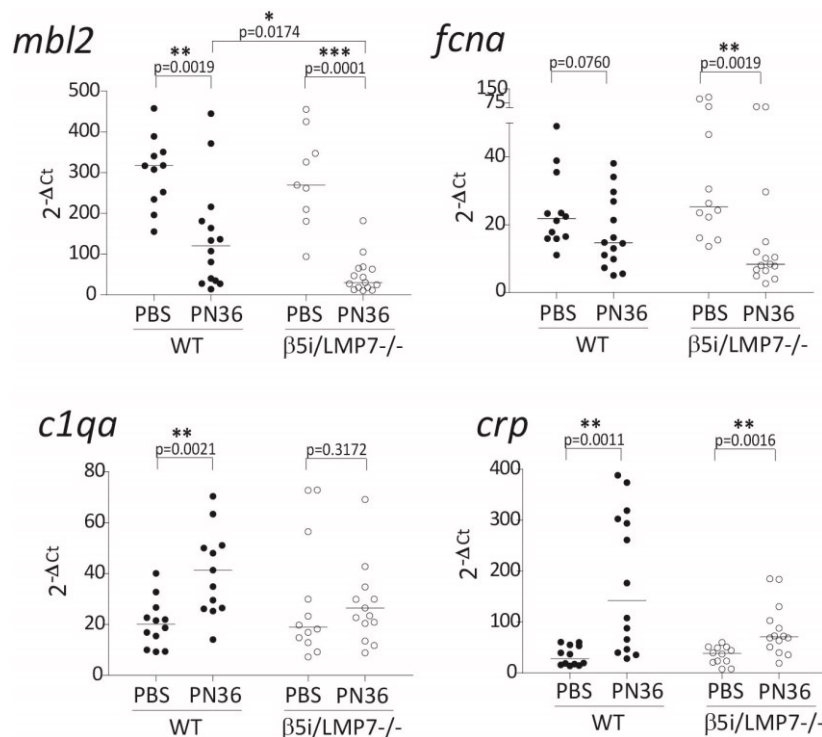 mbl2
*
p=0.0174
**
p=0.0019
***
p=0.0001
500
400
300
200
100
0
2^-ΔCt
PBS PN36 PBS PN36
WT β5i/LMP7-/-
fcna
p=0.0760
**
p=0.0019
150
75
40
20
0
2^-ΔCt
PBS PN36 PBS PN36
WT β5i/LMP7-/-
c1qa
**
p=0.0021
p=0.3172
80
60
40
20
0
2^-ΔCt
PBS PN36 PBS PN36
WT β5i/LMP7-/-
crp
**
p=0.0011
**
p=0.0016
400
300
200
100
0
2^-ΔCt
PBS PN36 PBS PN36
WT β5i/LMP7-/-